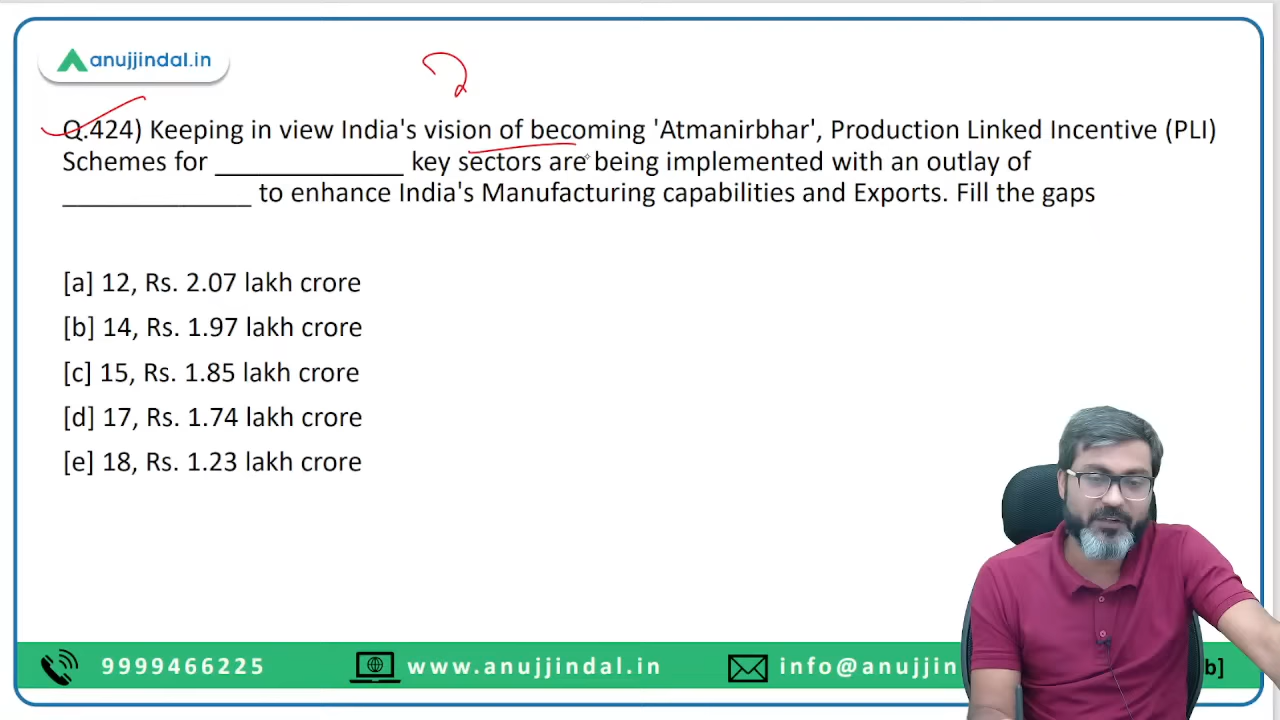 anujjindal.in
Q.424) Keeping in view India's vision of becoming 'Atmanirbhar', Production Linked Incentive (PLI)
Schemes for _____________ key sectors are being implemented with an outlay of
_____________ to enhance India's Manufacturing capabilities and Exports. Fill the gaps
[a] 12, Rs. 2.07 lakh crore
[b] 14, Rs. 1.97 lakh crore
[c] 15, Rs. 1.85 lakh crore
[d] 17, Rs. 1.74 lakh crore
[e] 18, Rs. 1.23 lakh crore
9999466225 www.anujjindal.in info@anujjin b]